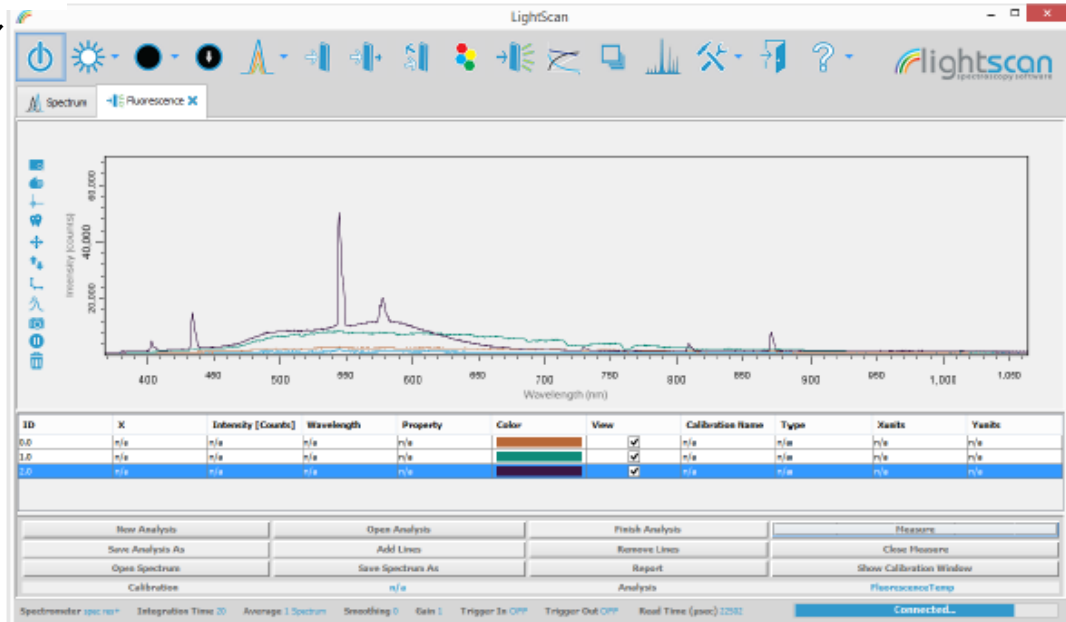 LightScan
lightscan
spectroscopy software
Spectrum
Fluorescence
Intensity [counts]
60,000
40,000
20,000
400 450 500 550 600 650 700 750 800 850 900 950 1,000 1,050
Wavelength (nm)
ID X Intensity [Counts] Wavelength Property Color View Calibration Name Type Xunits Yunits
0.0 n/a n/a n/a n/a n/a n/a n/a n/a
1.0 n/a n/a n/a n/a n/a n/a n/a n/a
2.0 n/a n/a n/a n/a n/a n/a n/a n/a
New Analysis Open Analysis Finish Analysis Measure
Save Analysis As Add Lines Remove Lines Close Measure
Open Spectrum Save Spectrum As Report Show Calibration Window
Calibration n/a Analysis FluorescenceTemp
Spectrometer Integration Time 20 Average 1 Spectrum Smoothing 0 Gain 1 Trigger In OFF Trigger Out OFF Read Time (µsec) 22502 Connected...